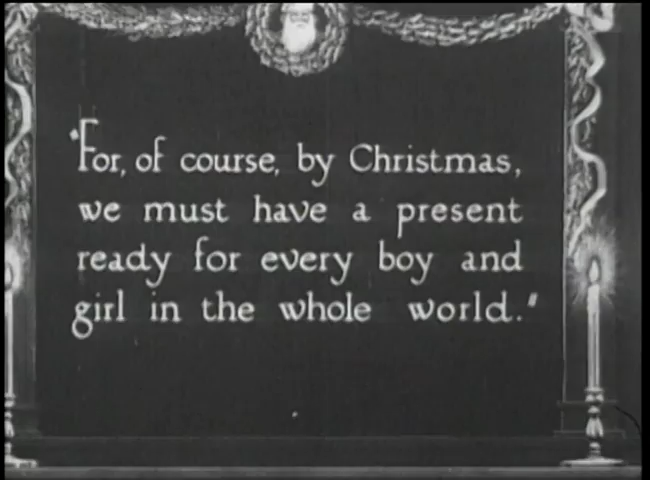 "For, of course, by Christmas,
we must have a present
ready for every boy and
girl in the whole world."